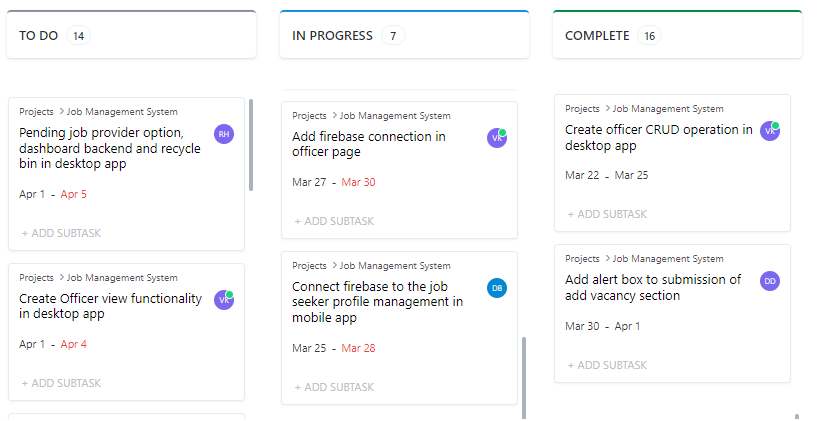 TO DO 14
Projects > Job Management System
Pending job provider option,
dashboard backend and recycle
bin in desktop app
RH
Apr 1 - Apr 5
+ ADD SUBTASK
Projects > Job Management System
Create Officer view functionality
in desktop app
VK
Apr 1 - Apr 4
+ ADD SUBTASK
IN PROGRESS 7
Projects > Job Management System
Add firebase connection in
officer page
VK
Mar 27 - Mar 30
+ ADD SUBTASK
Projects > Job Management System
Connect firebase to the job
seeker profile management in
mobile app
DB
Mar 25 - Mar 28
+ ADD SUBTASK
COMPLETE 16
Projects > Job Management System
Create officer CRUD operation in
desktop app
VK
Mar 22 - Mar 25
+ ADD SUBTASK
Projects > Job Management System
Add alert box to submission of
add vacancy section
DD
Mar 30 - Apr 1
+ ADD SUBTASK